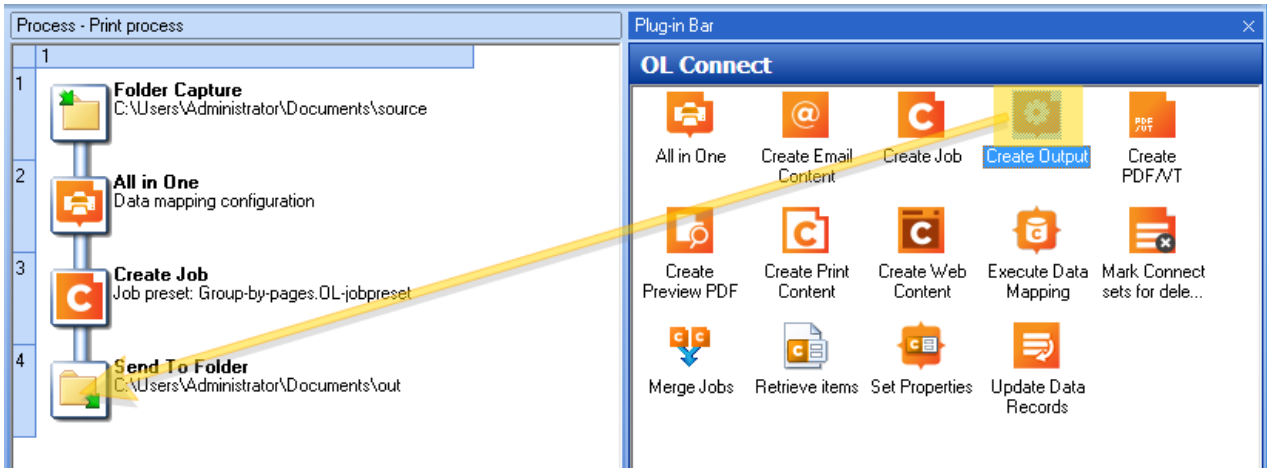 Process - Print process
1
1
Folder Capture
C:\Users\Administrator\Documents\source
2
All in One
Data mapping configuration
3
Create Job
Job preset: Group-by-pages.OL-jobpreset
4
Send To Folder
C:\Users\Administrator\Documents\out
Plug-in Bar
OL Connect
All in One
@
Create Email
Content
C
Create Job
Create Output
PDF
/VT
Create
PDF/VT
Create
Preview PDF
C
Create Print
Content
C
Create Web
Content
C
Execute Data
Mapping
Mark Connect
sets for dele...
C C
Merge Jobs
C
Retrieve items
C
Set Properties
Update Data
Records
C